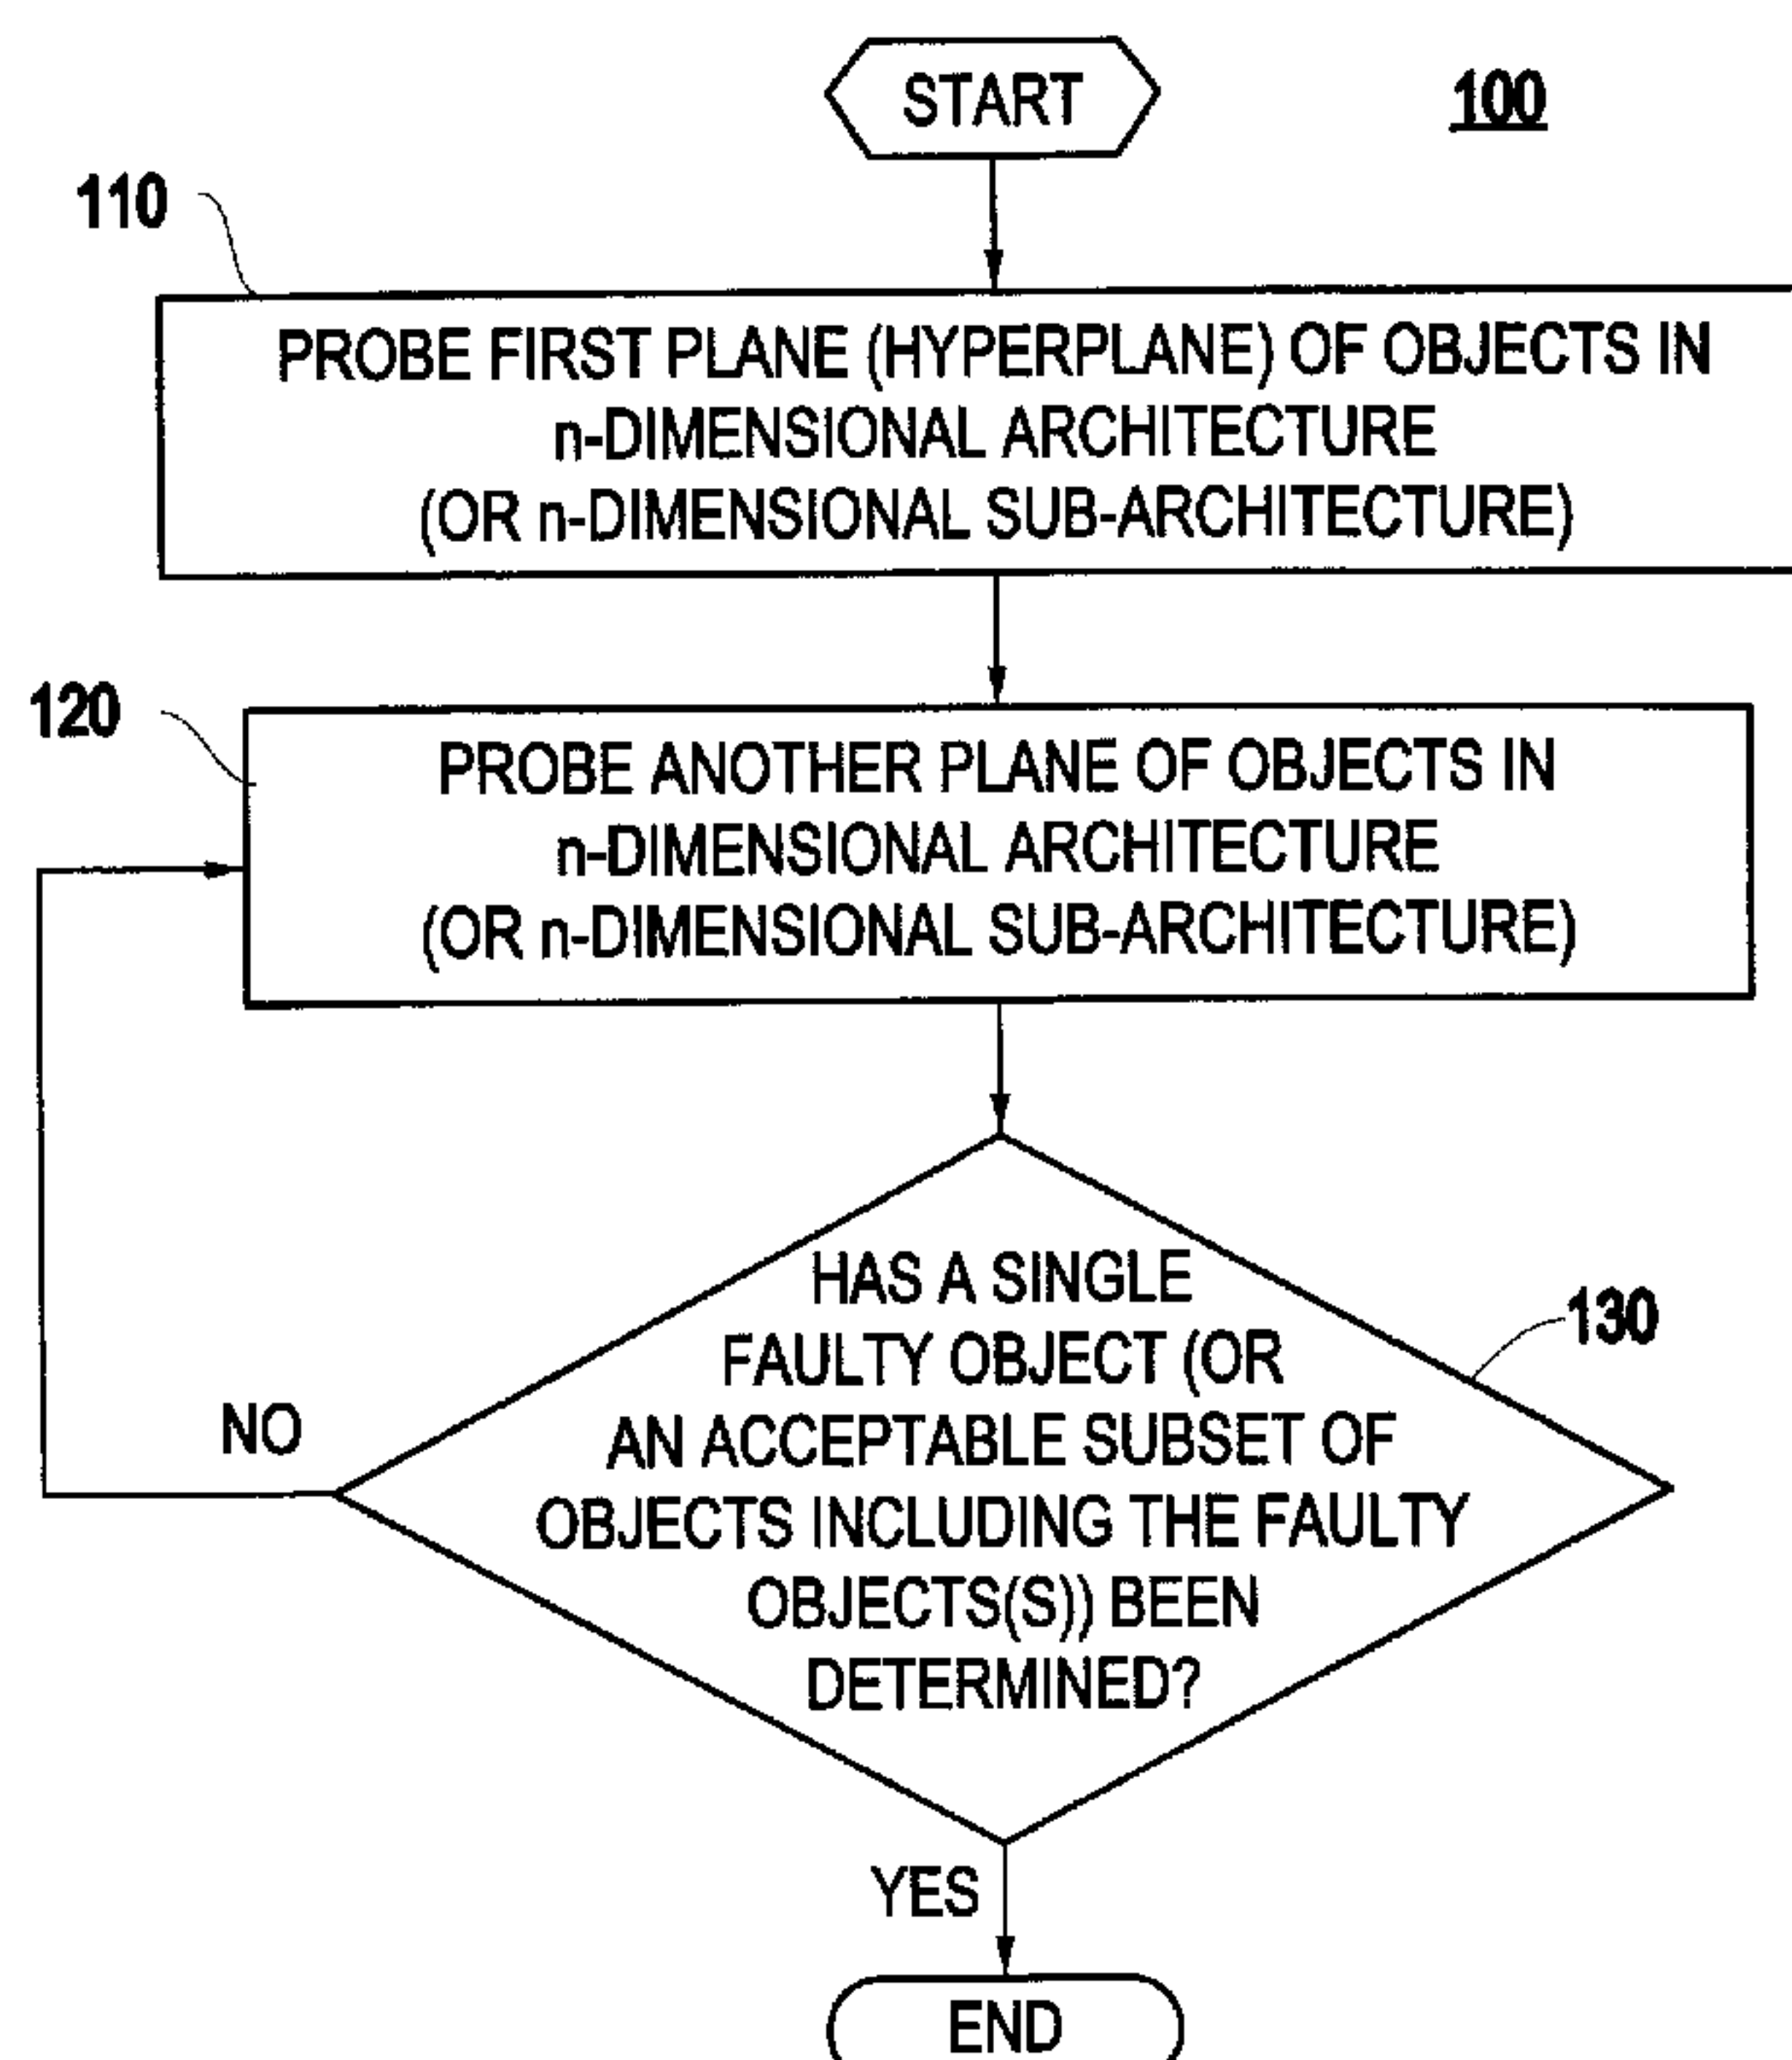 START
100
110
PROBE FIRST PLANE (HYPERPLANE) OF OBJECTS IN
n-DIMENSIONAL ARCHITECTURE
(OR n-DIMENSIONAL SUB-ARCHITECTURE)
120
PROBE ANOTHER PLANE OF OBJECTS IN
n-DIMENSIONAL ARCHITECTURE
(OR n-DIMENSIONAL SUB-ARCHITECTURE)
HAS A SINGLE
FAULTY OBJECT (OR
AN ACCEPTABLE SUBSET OF
OBJECTS INCLUDING THE FAULTY
OBJECTS(S)) BEEN
DETERMINED?
130
NO
YES
END